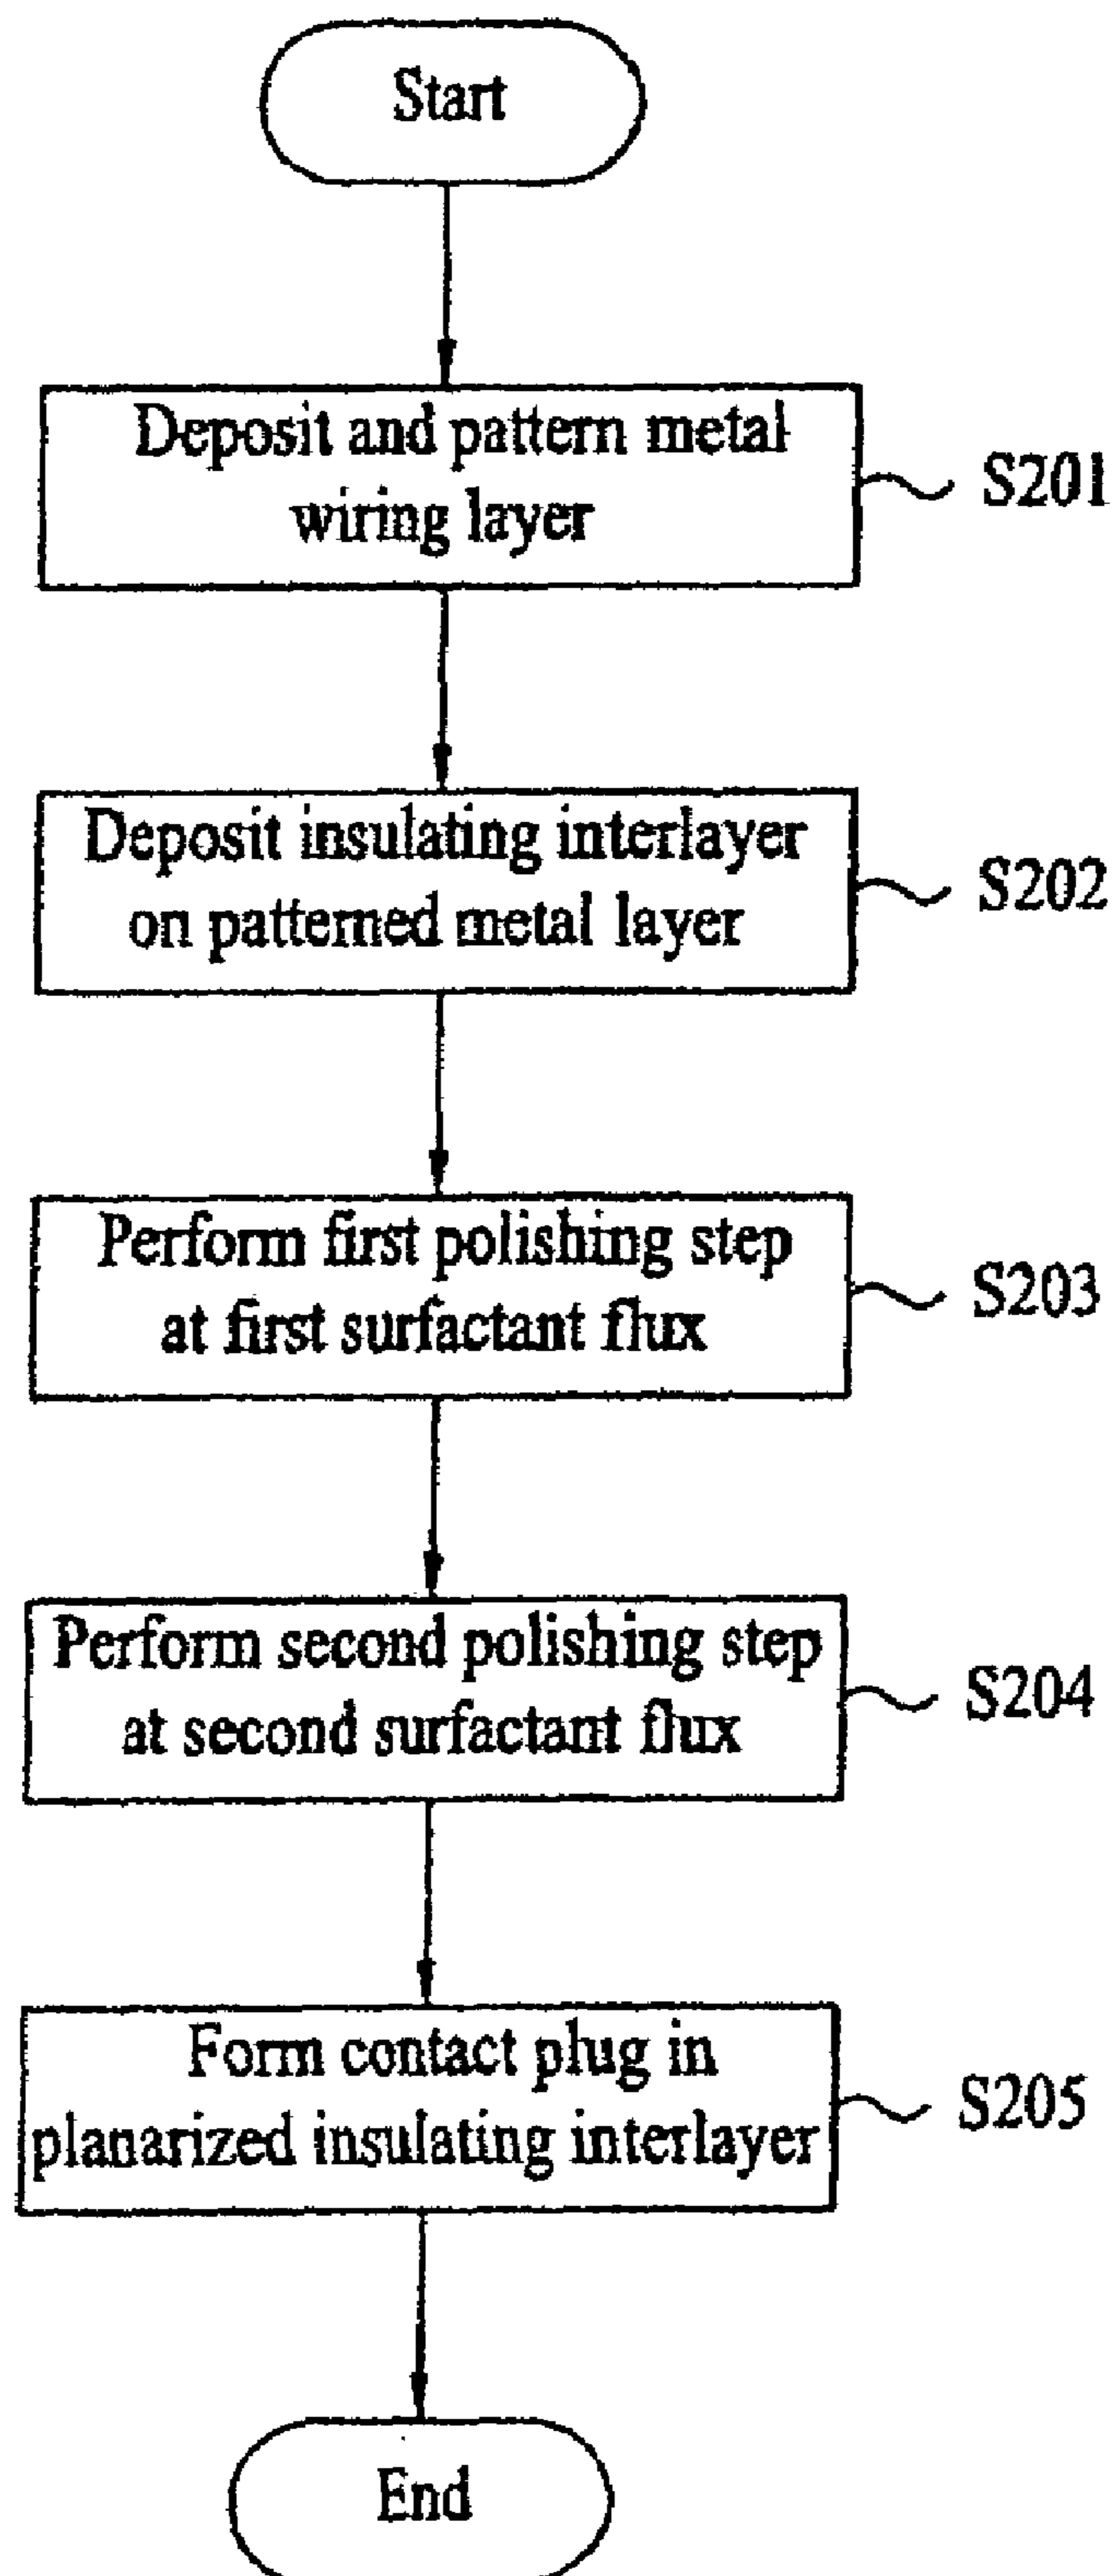 Start
Deposit and pattern metal
wiring layer
S201
Deposit insulating interlayer
on patterned metal layer
S202
Perform first polishing step
at first surfactant flux
S203
Perform second polishing step
at second surfactant flux
S204
Form contact plug in
planarized insulating interlayer
S205
End